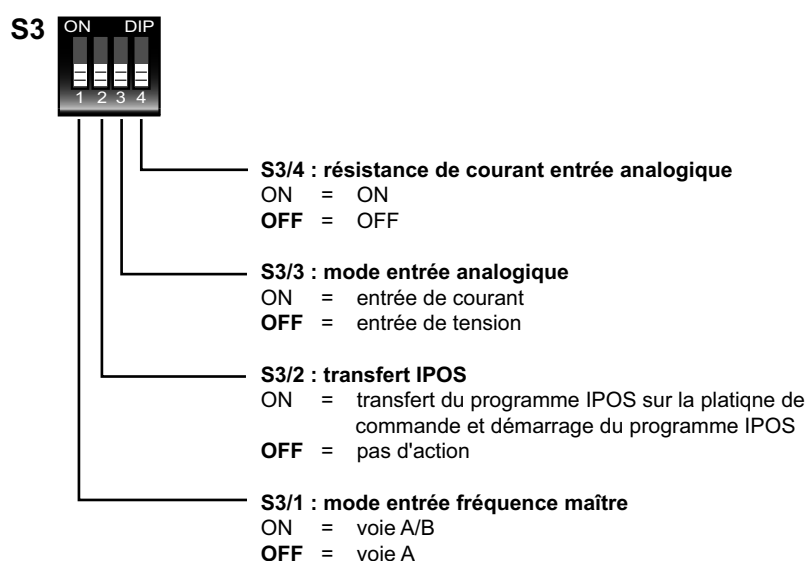 S3 ON DIP
1 2 3 4
S3/4 : résistance de courant entrée analogique
ON = ON
OFF = OFF
S3/3 : mode entrée analogique
ON = entrée de courant
OFF = entrée de tension
S3/2 : transfert IPOS
ON = transfert du programme IPOS sur la platiqne de
commande et démarrage du programme IPOS
OFF = pas d'action
S3/1 : mode entrée fréquence maître
ON = voie A/B
OFF = voie A